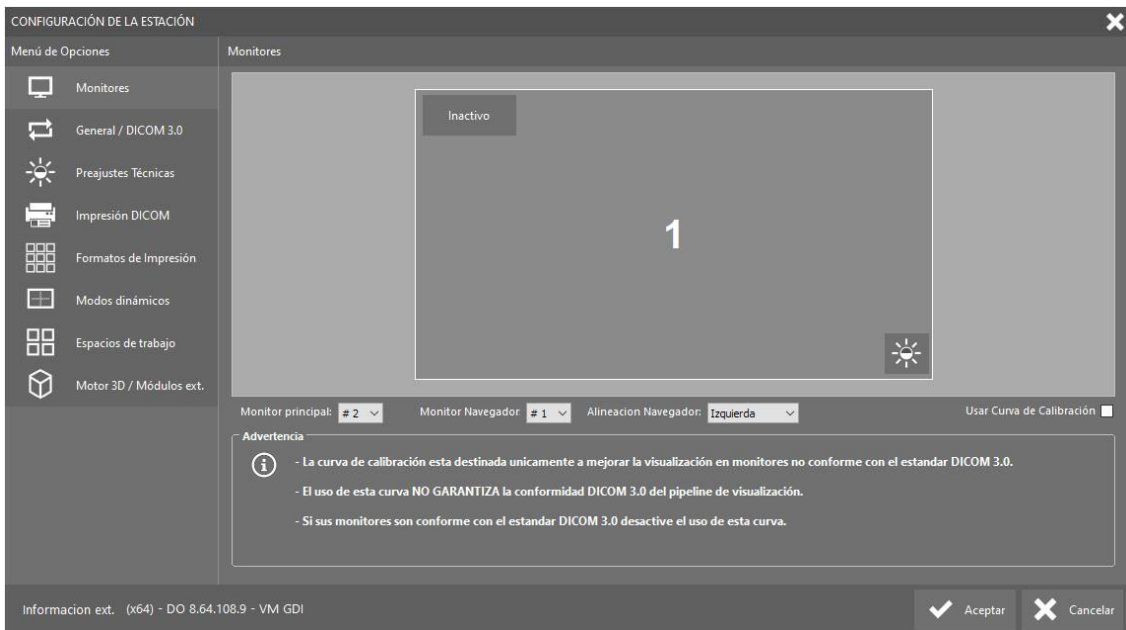 CONFIGURACIÓN DE LA ESTACIÓN
Menú de Opciones
Monitores
Monitores
General / DICOM 3.0
Preajustes Técnicas
Impresión DICOM
Formatos de Impresión
Modos dinámicos
Espacios de trabajo
Motor 3D / Módulos ext.
Inactivo
1
Monitor principal: # 2 Monitor Navegador: # 1 Alineacion Navegador: Izquierda Usar Curva de Calibración
Advertencia
- La curva de calibración esta destinada unicamente a mejorar la visualización en monitores no conforme con el estandar DICOM 3.0.
- El uso de esta curva NO GARANTIZA la conformidad DICOM 3.0 del pipeline de visualización.
- Si sus monitores son conforme con el estandar DICOM 3.0 desactive el uso de esta curva.
Informacion ext. (x64) - DO 8.64.108.9 - VM GDI
Aceptar Cancelar